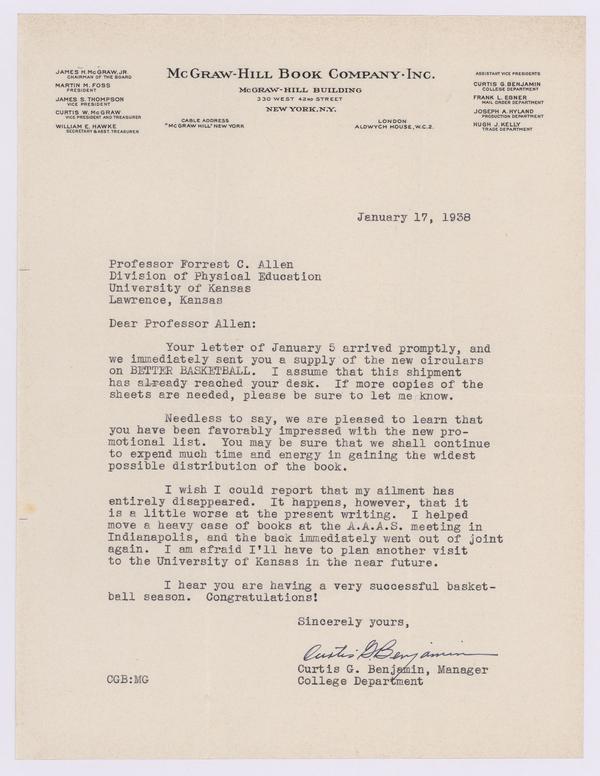 JAMES H. McGRAW, JR.
CHAIRMAN OF THE BOARD
MARTIN M. FOSS
PRESIDENT
JAMES S. THOMPSON
VICE PRESIDENT
CURTIS W. McGRAW
VICE PRESIDENT AND TREASURER
WILLIAM E. HAWKE
SECRETARY & ASST. TREASURER
McGRAW-HILL BOOK COMPANY·INC.
McGRAW-HILL BUILDING
330 WEST 42ND STREET
NEW YORK, N.Y.
CABLE ADDRESS
"McGRAW HILL" NEW YORK
LONDON
ALDWYCH HOUSE, W.C.2.
ASSISTANT VICE PRESIDENTS
CURTIS G. BENJAMIN
COLLEGE DEPARTMENT
FRANK L. EGNER
MAIL ORDER DEPARTMENT
JOSEPH A. HYLAND
PRODUCTION DEPARTMENT
HUGH J. KELLY
TRADE DEPARTMENT
January 17, 1938
Professor Forrest C. Allen
Division of Physical Education
University of Kansas
Lawrence, Kansas
Dear Professor Allen:
Your letter of January 5 arrived promptly, and
we immediately sent you a supply of the new circulars
on BETTER BASKETBALL. I assume that this shipment
has already reached your desk. If more copies of the
sheets are needed, please be sure to let me know.
Needless to say, we are pleased to learn that
you have been favorably impressed with the new pro-
motional list. You may be sure that we shall continue
to expend much time and energy in gaining the widest
possible distribution of the book.
I wish I could report that my ailment has
entirely disappeared. It happens, however, that it
is a little worse at the present writing. I helped
move a heavy case of books at the A.A.A.S. meeting in
Indianapolis, and the back immediately went out of joint
again. I am afraid I'll have to plan another visit
to the University of Kansas in the near future.
I hear you are having a very successful basket-
ball season. Congratulations!
Sincerely yours,
Curtis G Benjamin
Curtis G. Benjamin, Manager
College Department
CGB:MG